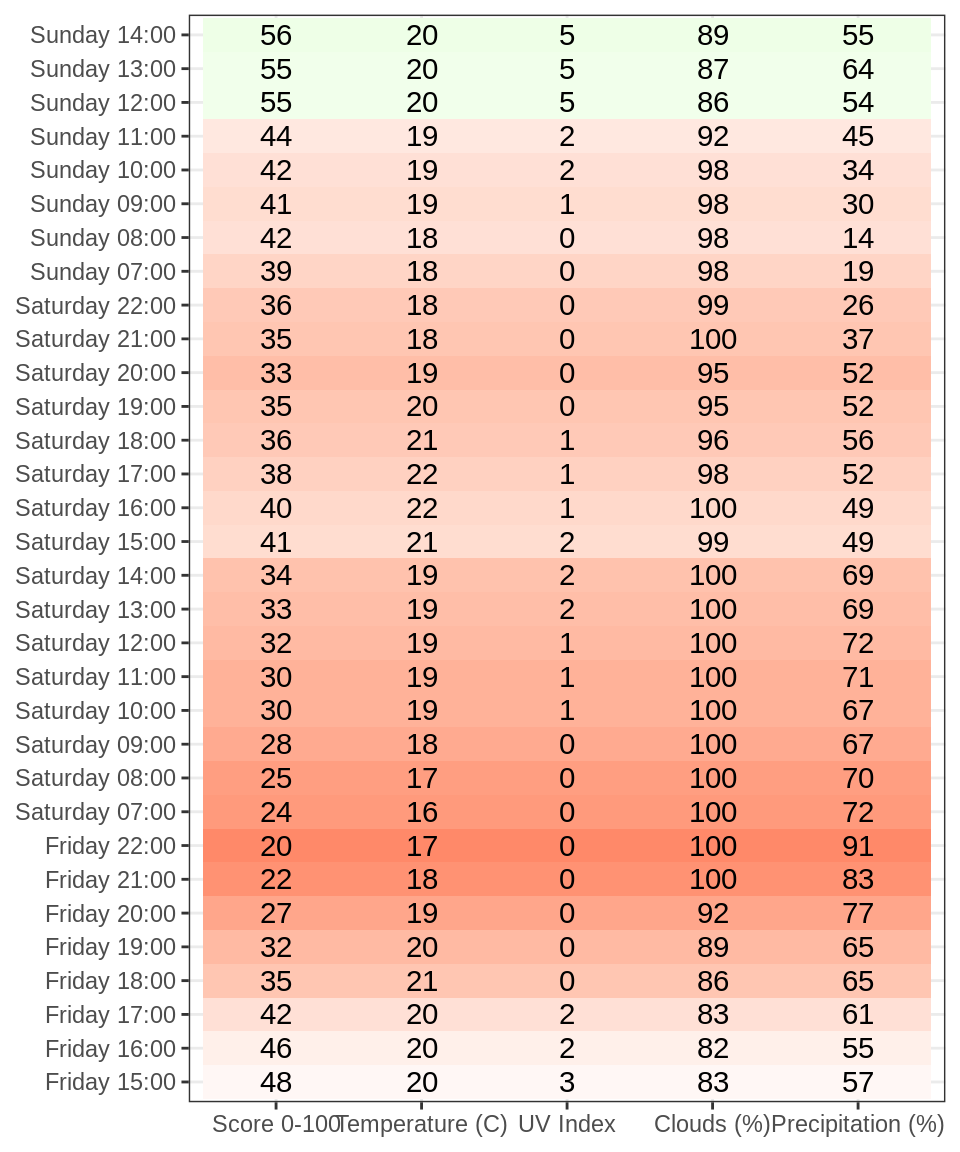 Sunday 14:00 56 20 5 89 55
Sunday 13:00 55 20 5 87 64
Sunday 12:00 55 20 5 86 54
Sunday 11:00 44 19 2 92 45
Sunday 10:00 42 19 2 98 34
Sunday 09:00 41 19 1 98 30
Sunday 08:00 42 18 0 98 14
Sunday 07:00 39 18 0 98 19
Saturday 22:00 36 18 0 99 26
Saturday 21:00 35 18 0 100 37
Saturday 20:00 33 19 0 95 52
Saturday 19:00 35 20 0 95 52
Saturday 18:00 36 21 1 96 56
Saturday 17:00 38 22 1 98 52
Saturday 16:00 40 22 1 100 49
Saturday 15:00 41 21 2 99 49
Saturday 14:00 34 19 2 100 69
Saturday 13:00 33 19 2 100 69
Saturday 12:00 32 19 1 100 72
Saturday 11:00 30 19 1 100 71
Saturday 10:00 30 19 1 100 67
Saturday 09:00 28 18 0 100 67
Saturday 08:00 25 17 0 100 70
Saturday 07:00 24 16 0 100 72
Friday 22:00 20 17 0 100 91
Friday 21:00 22 18 0 100 83
Friday 20:00 27 19 0 92 77
Friday 19:00 32 20 0 89 65
Friday 18:00 35 21 0 86 65
Friday 17:00 42 20 2 83 61
Friday 16:00 46 20 2 82 55
Friday 15:00 48 20 3 83 57
Score 0-100 Temperature (C) UV Index Clouds (%) Precipitation (%)